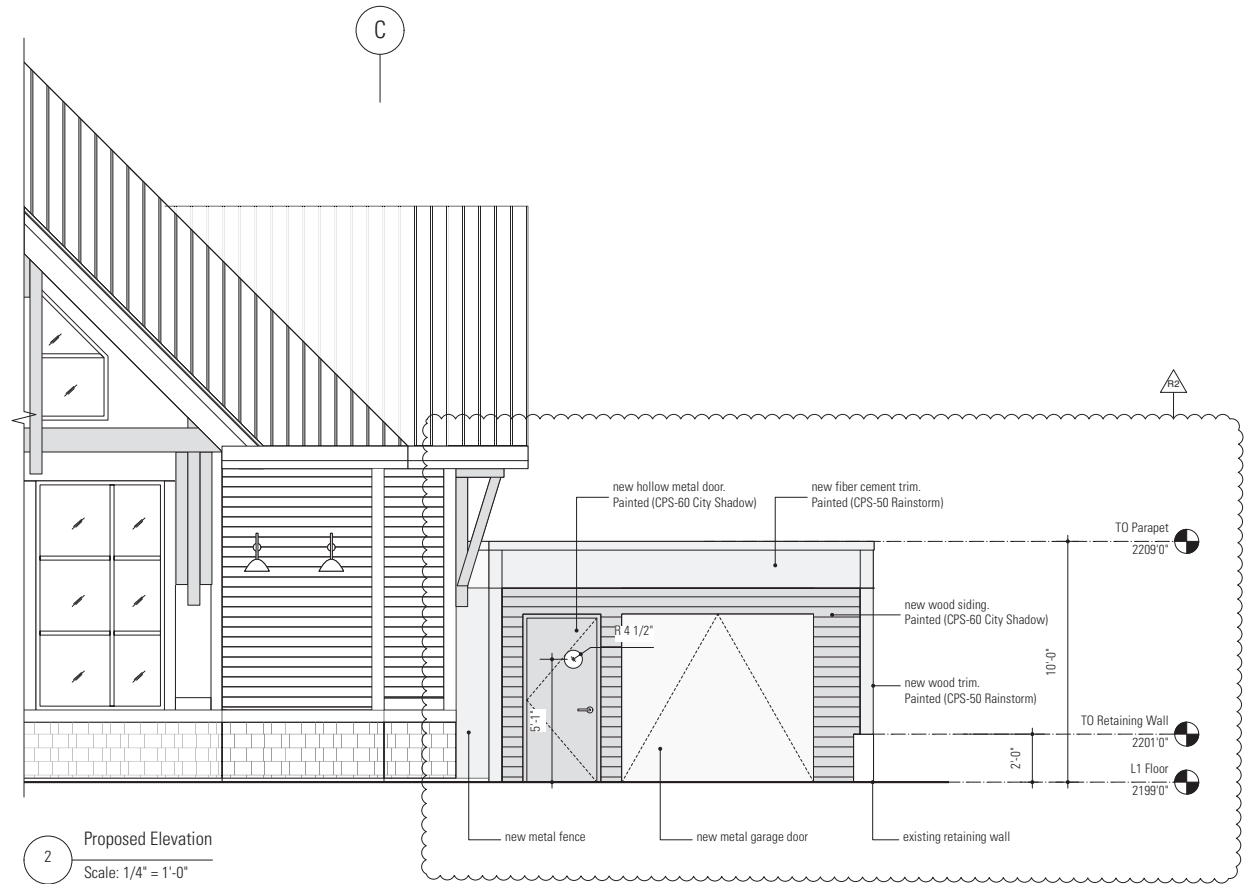 C
R2
new hollow metal door.
Painted (CPS-60 City Shadow)
new fiber cement trim.
Painted (CPS-50 Rainstorm)
TO Parapet
2209'0"
new wood siding.
Painted (CPS-60 City Shadow)
R 4 1/2"
10'-0"
new wood trim.
Painted (CPS-50 Rainstorm)
5'-1"
TO Retaining Wall
2201'0"
2'-0"
L1 Floor
2199'0"
new metal fence
new metal garage door
existing retaining wall
2
Proposed Elevation
Scale: 1/4" = 1'-0"